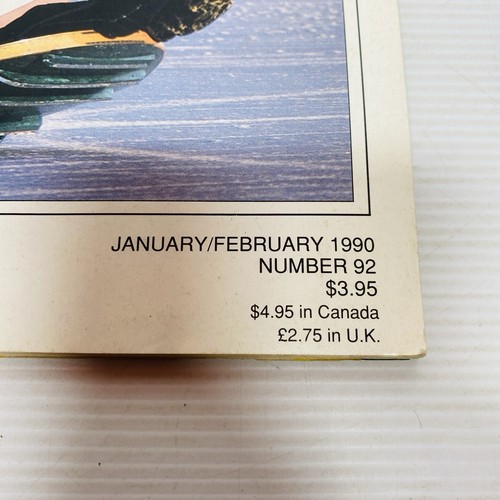 JANUARY/FEBRUARY 1990
NUMBER 92
$3.95
$4.95 in Canada
£2.75 in U.K.